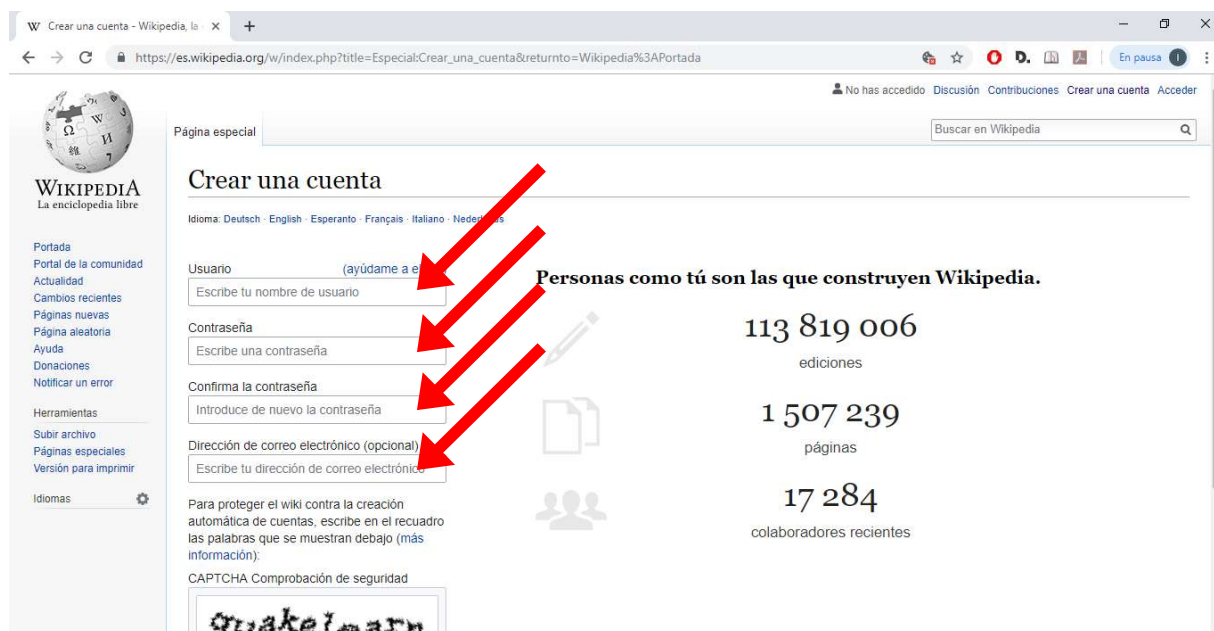 Crear una cuenta - Wikipedia, la
https://es.wikipedia.org/w/index.php?title=Especial:Crear_una_cuenta&returnto=Wikipedia%3APortada
En pausa
No has accedido Discusión Contribuciones Crear una cuenta Acceder
Página especial
Buscar en Wikipedia
WIKIPEDIA
La enciclopedia libre
Portada
Portal de la comunidad
Actualidad
Cambios recientes
Páginas nuevas
Página aleatoria
Ayuda
Donaciones
Notificar un error
Herramientas
Subir archivo
Páginas especiales
Versión para imprimir
Idiomas
Crear una cuenta
Idioma: Deutsch · English · Esperanto · Français · Italiano ·
Usuario (ayúdame a
Escribe tu nombre de usuario
Contraseña
Escribe una contraseña
Confirma la contraseña
Introduce de nuevo la contraseña
Dirección de correo electrónico (opcional)
Escribe tu dirección de correo electrónico
Para proteger el wiki contra la creación
automática de cuentas, escribe en el recuadro
las palabras que se muestran debajo (más
información):
CAPTCHA Comprobación de seguridad
Personas como tú son las que construyen Wikipedia.
113 819 006
ediciones
1 507 239
páginas
17 284
colaboradores recientes